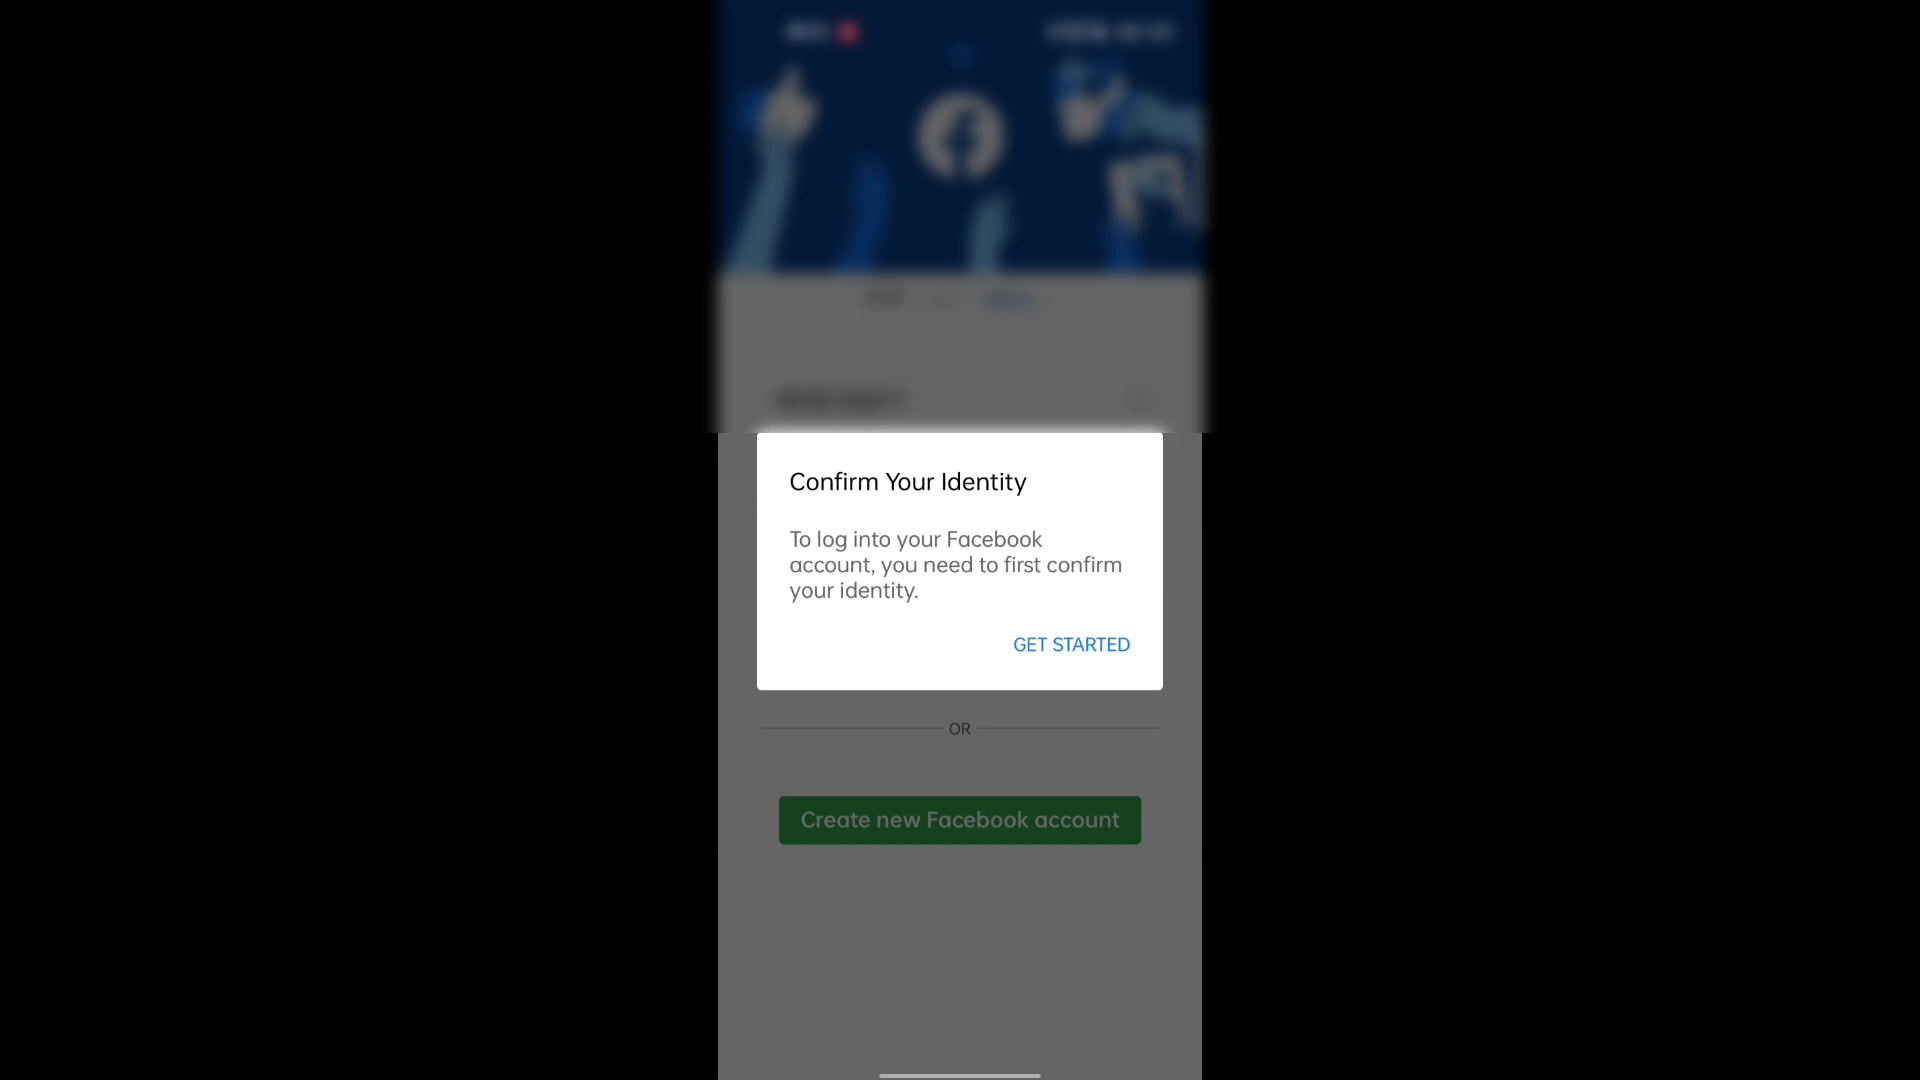 Confirm Your Identity
To log into your Facebook
account, you need to first confirm
your identity.
GET STARTED
OR
Create new Facebook account